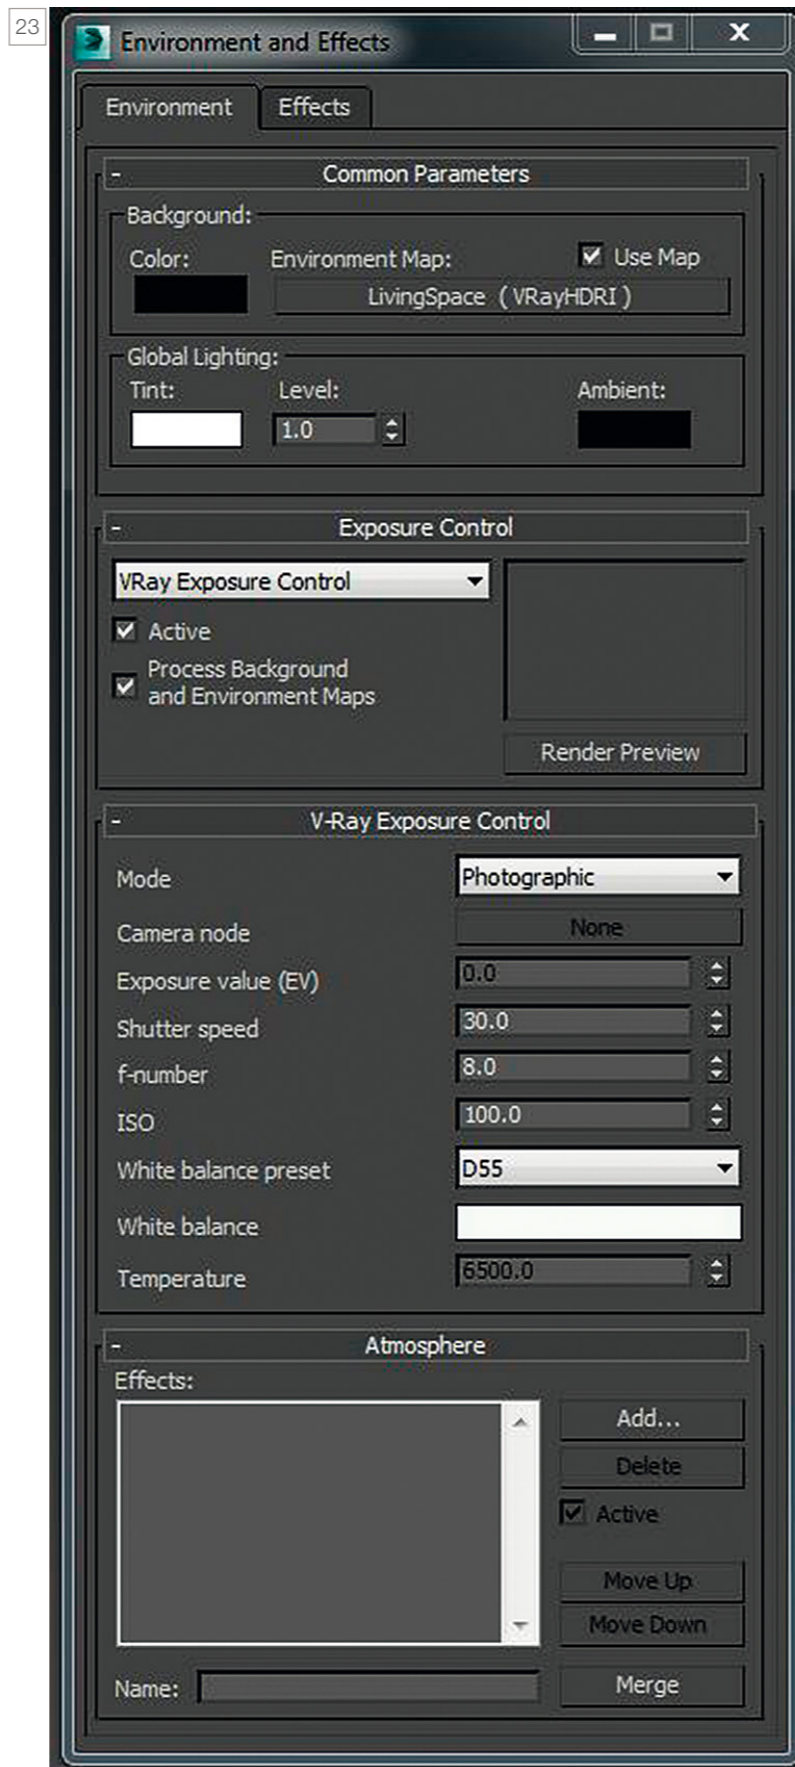 23
Environment and Effects
Environment Effects
- Common Parameters
Background:
Color: Environment Map: Use Map
LivingSpace ( VRayHDRI )
Global Lighting:
Tint: Level: Ambient:
1.0
- Exposure Control
VRay Exposure Control
Active
Process Background
and Environment Maps
Render Preview
- V-Ray Exposure Control
Mode Photographic
Camera node None
Exposure value (EV) 0.0
Shutter speed 30.0
f-number 8.0
ISO 100.0
White balance preset D55
White balance
Temperature 6500.0
- Atmosphere
Effects:
Add...
Delete
Active
Move Up
Move Down
Name: Merge